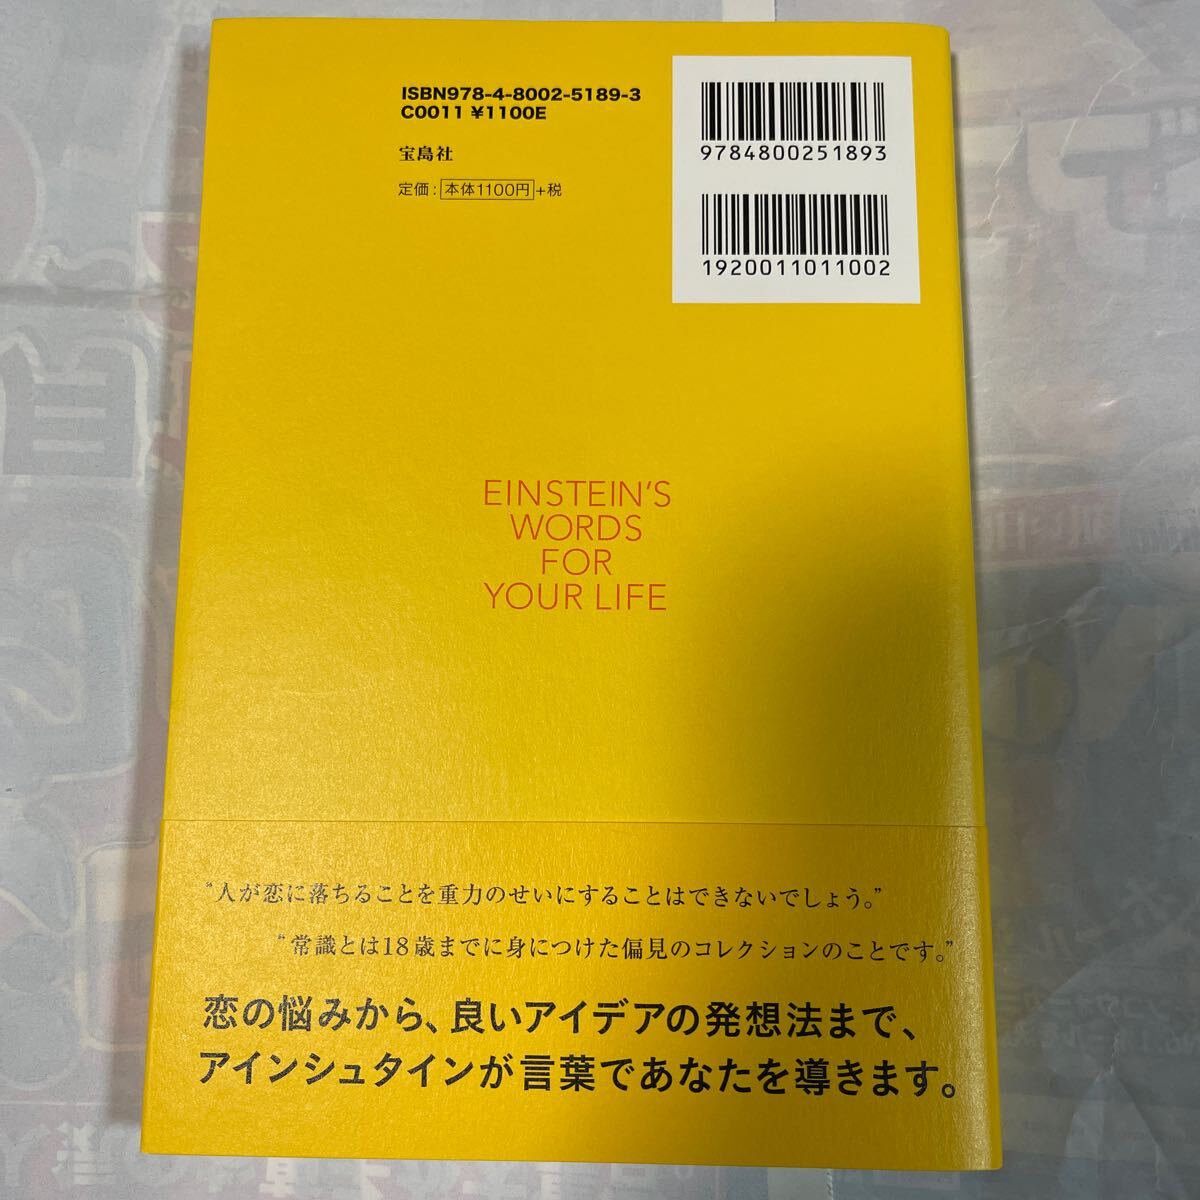 ISBN978-4-8002-5189-3
C0011 ¥1100E
宝島社
定価：本体1100円+税
9784800251893
1920011011002
EINSTEIN'S
WORDS
FOR
YOUR LIFE
“人が恋に落ちることを重力のせいにすることはできないでしょう。”
“常識とは18歳までに身につけた偏見のコレクションのことです。”
恋の悩みから、良いアイデアの発想法まで、
アインシュタインが言葉であなたを導きます。